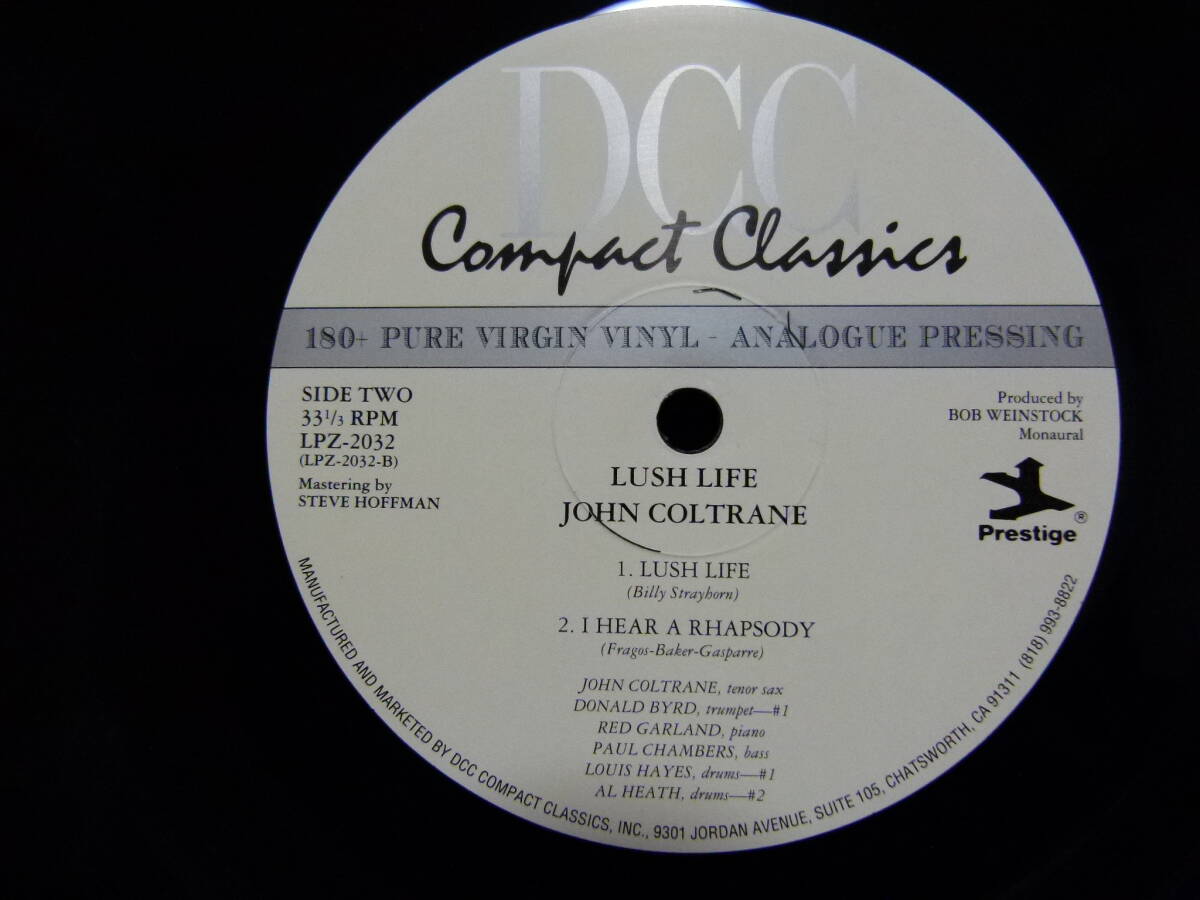 DCC
Compact Classics
180+ PURE VIRGIN VINYL - ANALOGUE PRESSING
SIDE TWO
33 1/3 RPM
LPZ-2032
(LPZ-2032-B)
Mastering by
STEVE HOFFMAN
Produced by
BOB WEINSTOCK
Monaural
Prestige®
LUSH LIFE
JOHN COLTRANE
1. LUSH LIFE
(Billy Strayhorn)
2. I HEAR A RHAPSODY
(Fragos-Baker-Gasparre)
JOHN COLTRANE, tenor sax
DONALD BYRD, trumpet—#1
RED GARLAND, piano
PAUL CHAMBERS, bass
LOUIS HAYES, drums—#1
AL HEATH, drums—#2
MANUFACTURED AND MARKETED BY DCC COMPACT CLASSICS, INC., 9301 JORDAN AVENUE, SUITE 105, CHATSWORTH, CA 91311 (818) 993-8822